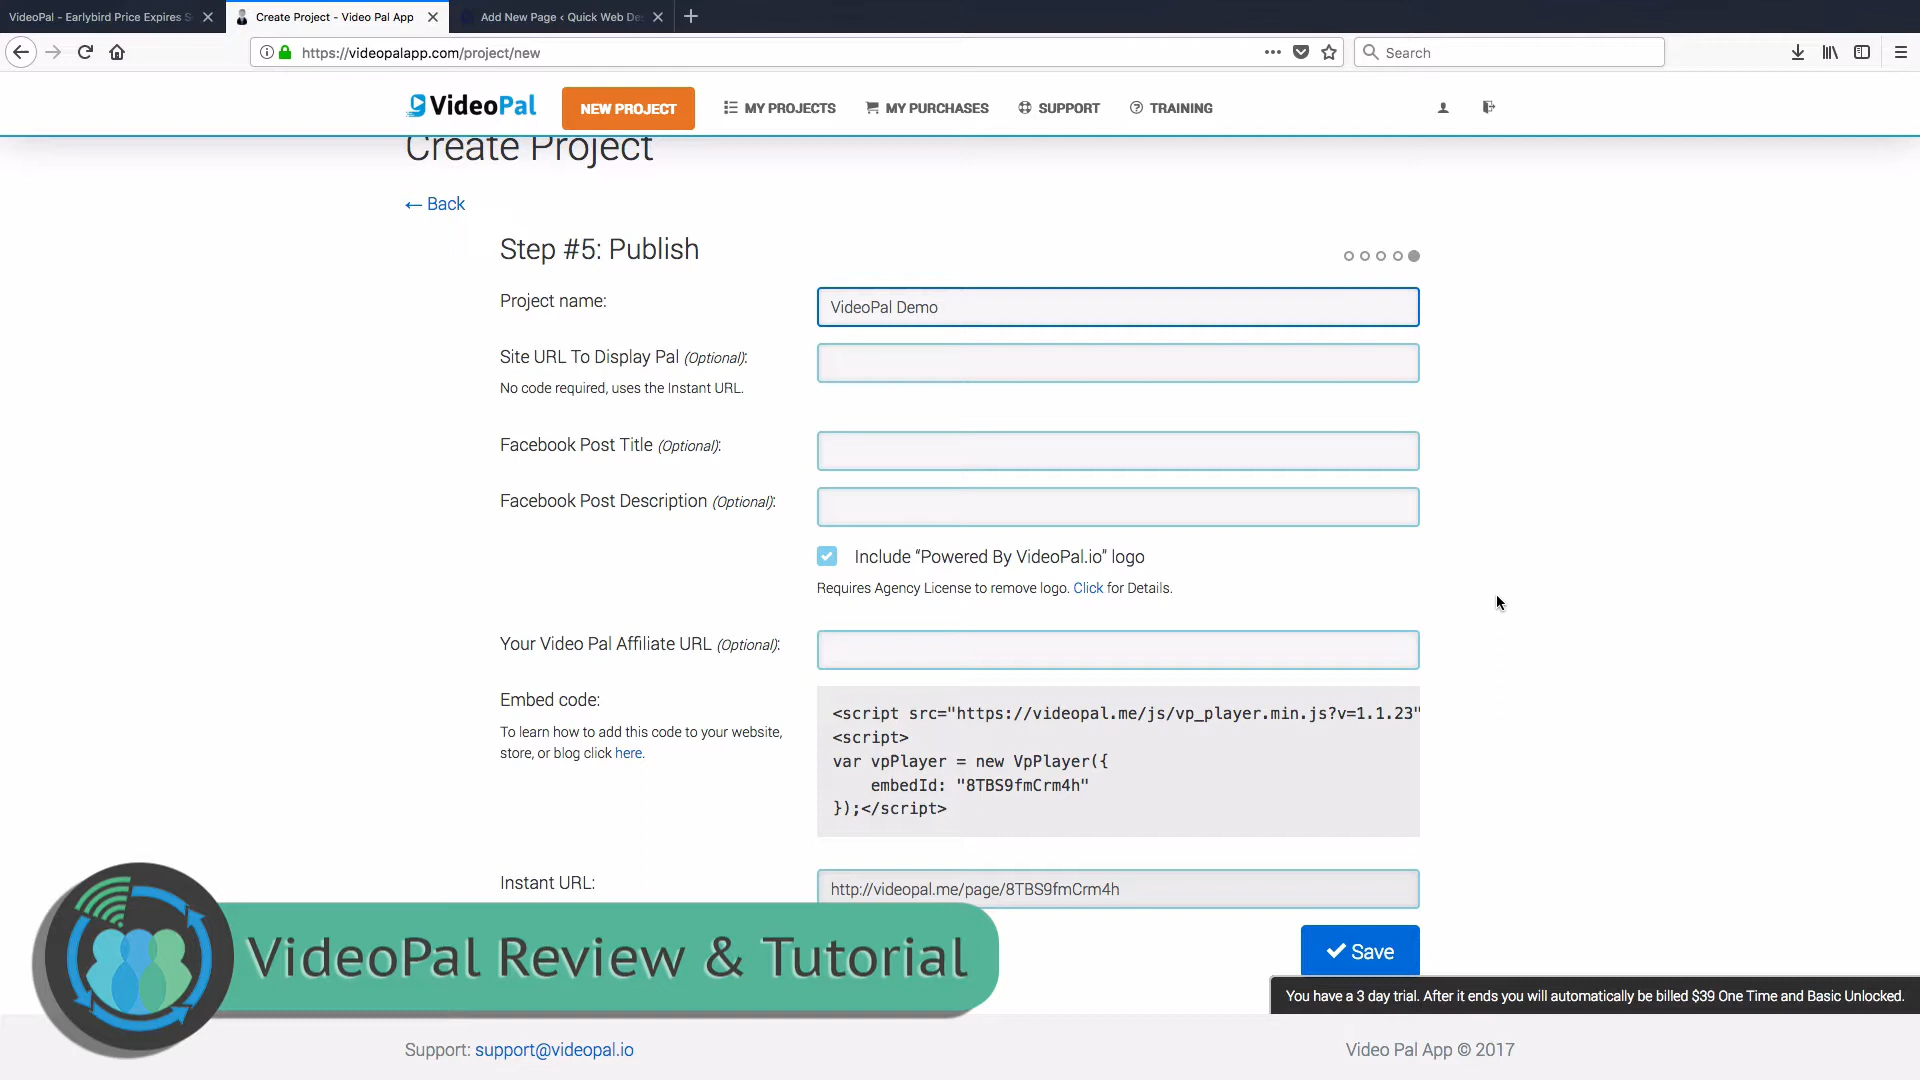 VideoPal - Earlybird Price Expires S
Create Project - Video Pal App
Add New Page ‹ Quick Web De
https://videopalapp.com/project/new
Search
VideoPal
NEW PROJECT
MY PROJECTS
MY PURCHASES
SUPPORT
TRAINING
Create Project
← Back
Step #5: Publish
Project name:
VideoPal Demo
Site URL To Display Pal (Optional):
No code required, uses the Instant URL.
Facebook Post Title (Optional):
Facebook Post Description (Optional):
Include “Powered By VideoPal.io” logo
Requires Agency License to remove logo. Click for Details.
Your Video Pal Affiliate URL (Optional):
Embed code:
To learn how to add this code to your website,
store, or blog click here.
<script src="https://videopal.me/js/vp_player.min.js?v=1.1.23"
<script>
var vpPlayer = new VpPlayer({
embedId: "8TBS9fmCrm4h"
});</script>
Instant URL:
http://videopal.me/page/8TBS9fmCrm4h
VideoPal Review & Tutorial
Save
You have a 3 day trial. After it ends you will automatically be billed $39 One Time and Basic Unlocked.
Support: support@videopal.io
Video Pal App © 2017